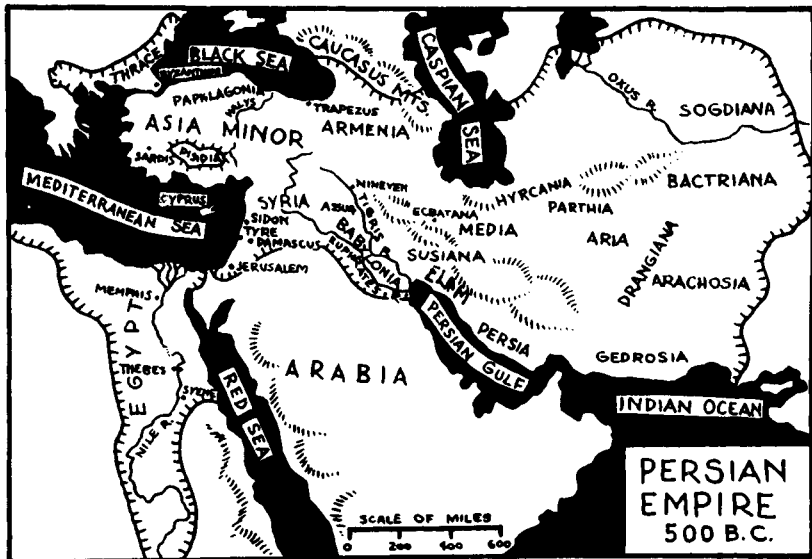 THRACE
BLACK SEA
BYZANTIUM
CAUCASUS MTS.
CASPIAN
SEA
OXUS R.
SOGDIANA
PAPHLAGONIA
HALYS
TRAPEZUS
ASIA MINOR
ARMENIA
SARDIS
PISIDIA
BACTRIANA
MEDITERRANEAN SEA
CYPRUS
SYRIA
ASSUR
NINEVEH
TIGRIS R.
ECBATANA
HYRCANIA
PARTHIA
MEDIA
ARIA
SIDON
TYRE
DAMASCUS
BABYLONIA
EUPHRATES R.
SUSIANA
DRANGIANA
ARACHOSIA
JERUSALEM
ELAM
MEMPHIS
PERSIAN GULF
PERSIA
GEDROSIA
EGYPT
THEBES
SYENE
NILE R.
RED
SEA
ARABIA
INDIAN OCEAN
PERSIAN
EMPIRE
500 B.C.
SCALE OF MILES
0 200 400 600